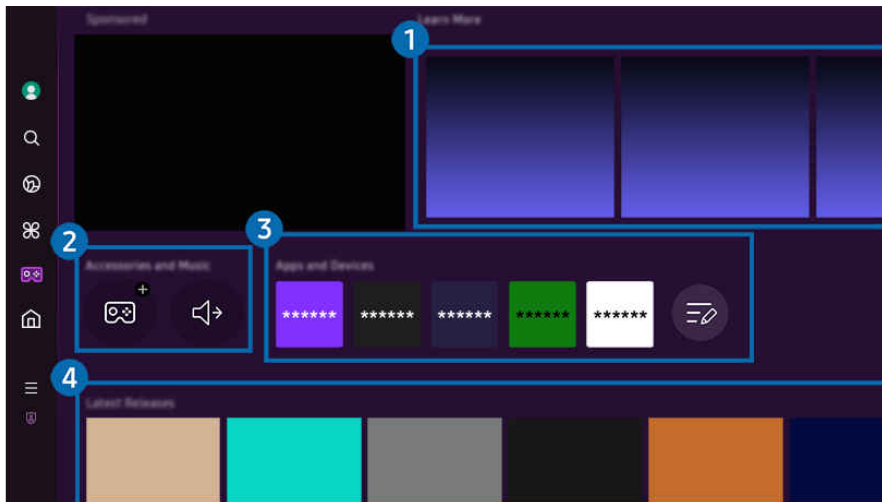 Sponsored
Learn More
1
2
3
Accessories and Music
Apps and Devices
****** ****** ****** ****** ******
4
Latest Releases